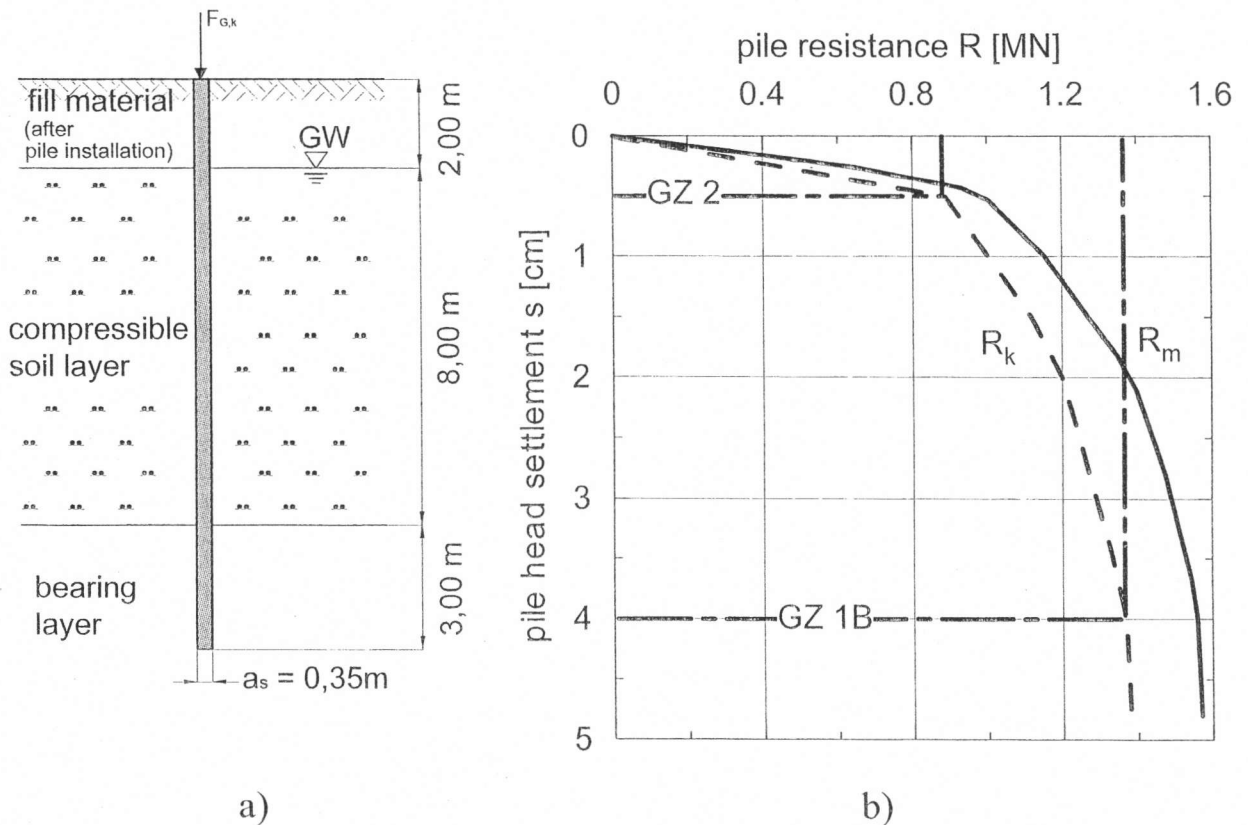 F_G,k
fill material
(after
pile installation)
GW
2,00 m
compressible
soil layer
8,00 m
bearing
layer
3,00 m
a_s = 0,35m
a)
pile resistance R [MN]
0 0.4 0.8 1.2 1.6
0
GZ 2
1
R_k
R_m
2
3
GZ 1B
4
5
pile head settlement s [cm]
b)